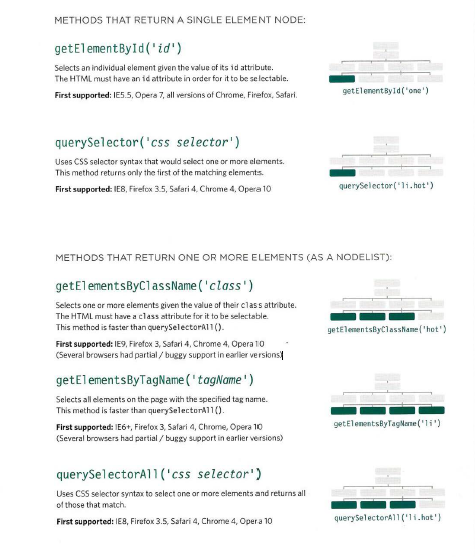 METHODS THAT RETURN A SINGLE ELEMENT NODE:
getElementById('id')
Selects an individual element given the value of its id attribute.
The HTML must have an id attribute in order for it to be selectable.
First supported: IE5.5, Opera 7, all versions of Chrome, Firefox, Safari.
getElementById('one')
querySelector('css selector')
Uses CSS selector syntax that would select one or more elements.
This method returns only the first of the matching elements.
First supported: IE8, Firefox 3.5, Safari 4, Chrome 4, Opera 10
querySelector('li.hot')
METHODS THAT RETURN ONE OR MORE ELEMENTS (AS A NODELIST):
getElementsByClassName('class')
Selects one or more elements given the value of their class attribute.
The HTML must have a class attribute for it to be selectable.
This method is faster than querySelectorAll().
First supported: IE9, Firefox 3, Safari 4, Chrome 4, Opera 10
(Several browsers had partial / buggy support in earlier versions)
getElementsByClassName('hot')
getElementsByTagName('tagName')
Selects all elements on the page with the specified tag name.
This method is faster than querySelectorAll().
First supported: IE6+, Firefox 3, Safari 4, Chrome, Opera 10
(Several browsers had partial / buggy support in earlier versions)
getElementsByTagName('li')
querySelectorAll('css selector')
Uses CSS selector syntax to select one or more elements and returns all
of those that match.
First supported: IE8, Firefox 3.5, Safari 4, Chrome 4, Opera 10
querySelectorAll('li.hot')